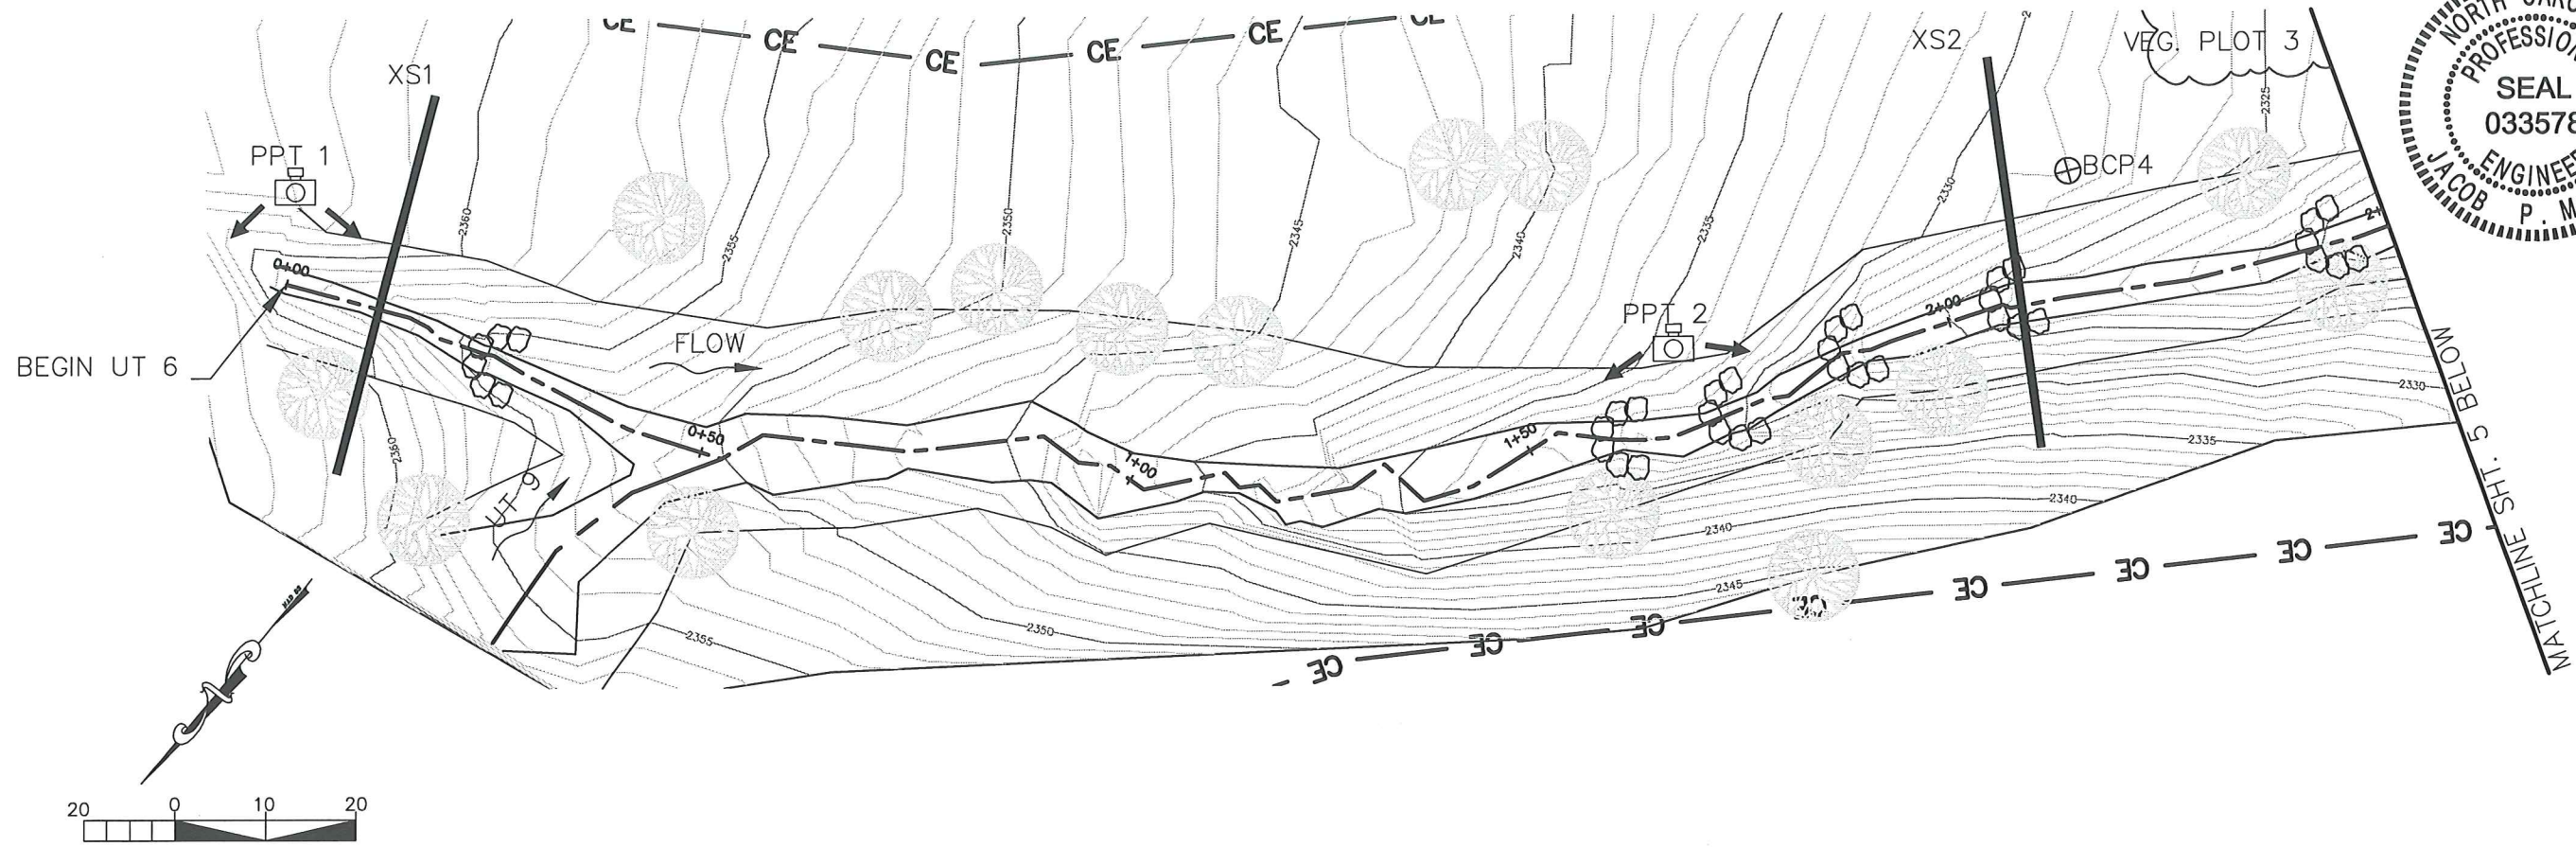 CE
CE
CE
CE
CE
XS1
XS2
VEG. PLOT 3
NORTH
SEAL
033578
JACOB P. M
2325
PPT 1
BCP4
2360
2355
2350
2345
2340
2335
2330
0+00
PPT 2
2+00
BEGIN UT 6
FLOW
0+50
1+00
1+50
2330
2335
2340
2340
2345
2350
2355
2360
UT 9
MATCHLINE SHT. 5 BELOW
CE
CE
CE
CE
CE
CE
CE
20 0 10 20